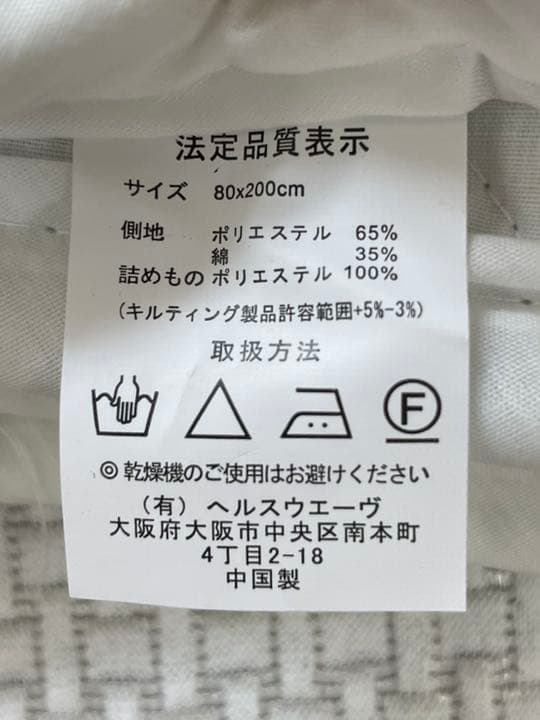 法定品質表示
サイズ 80x200cm
側地 ポリエステル 65%
綿 35%
詰めもの ポリエステル 100%
(キルティング製品許容範囲+5%-3%)
取扱方法
F
◎乾燥機のご使用はお避けください
(有) ヘルスウエーヴ
大阪府大阪市中央区南本町
4丁目2-18
中国製